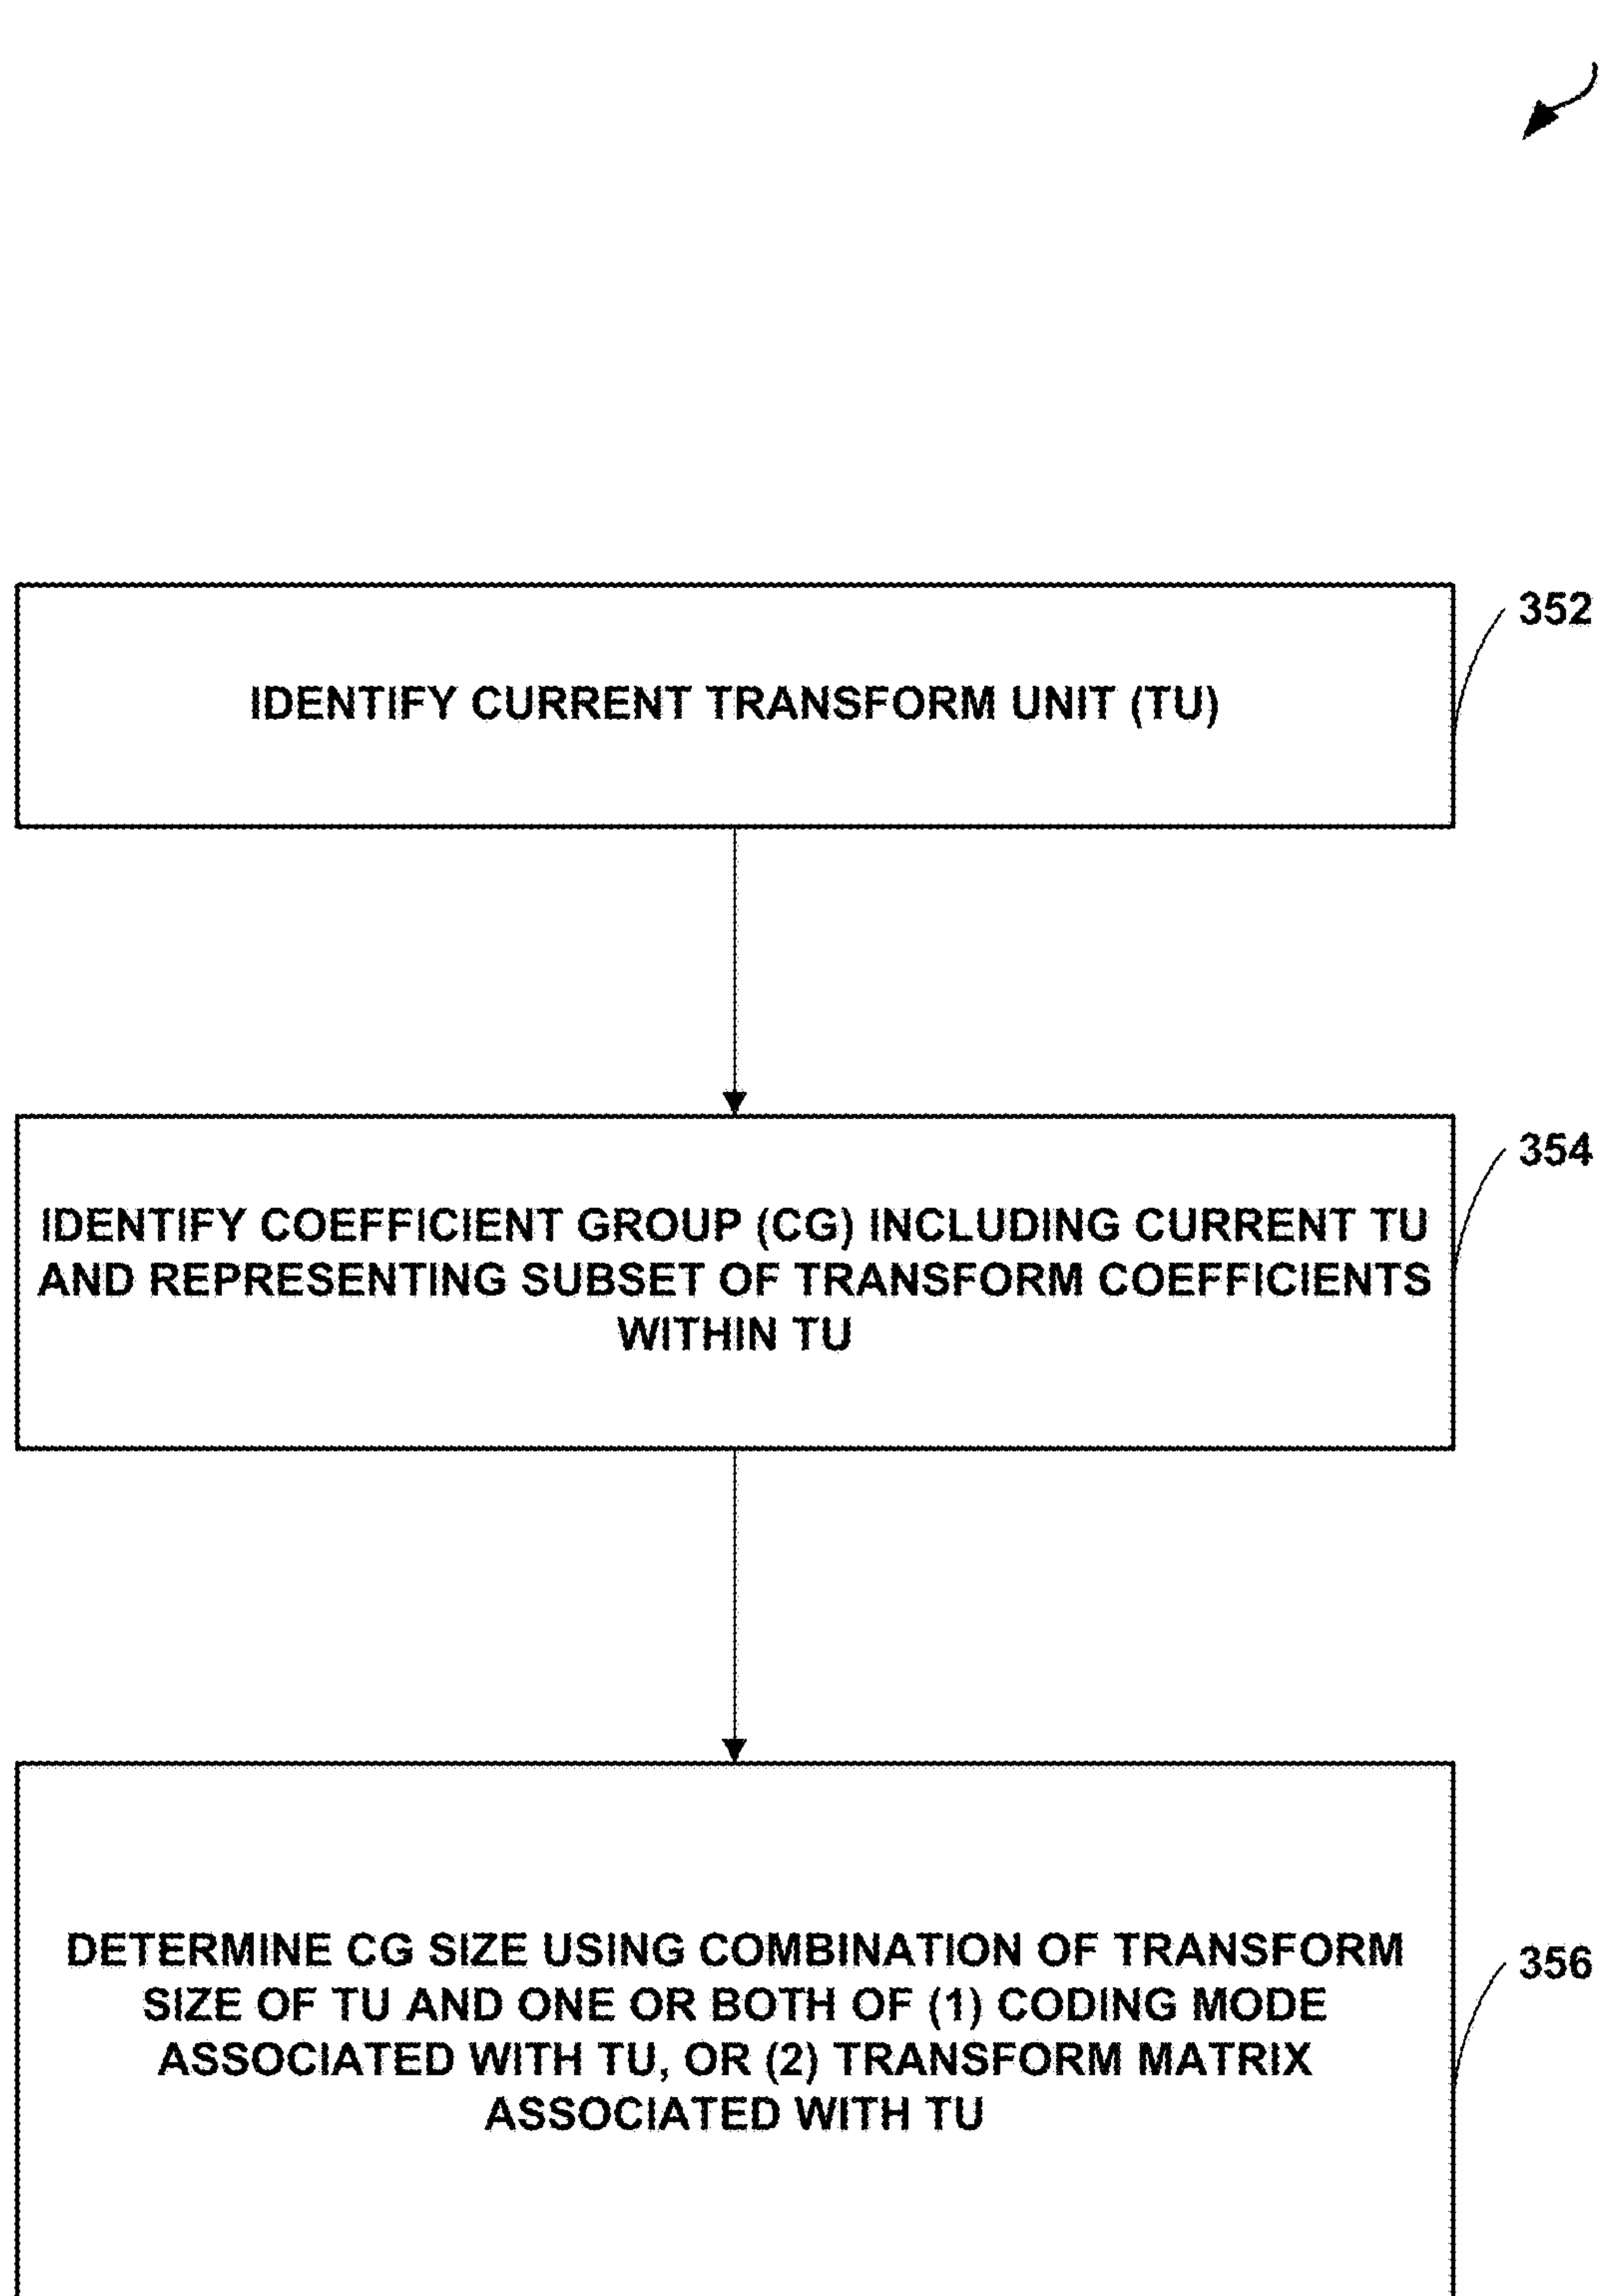 352
IDENTIFY CURRENT TRANSFORM UNIT (TU)
354
IDENTIFY COEFFICIENT GROUP (CG) INCLUDING CURRENT TU
AND REPRESENTING SUBSET OF TRANSFORM COEFFICIENTS
WITHIN TU
DETERMINE CG SIZE USING COMBINATION OF TRANSFORM
356
SIZE OF TU AND ONE OR BOTH OF (1) CODING MODE
ASSOCIATED WITH TU, OR (2) TRANSFORM MATRIX
ASSOCIATED WITH TU